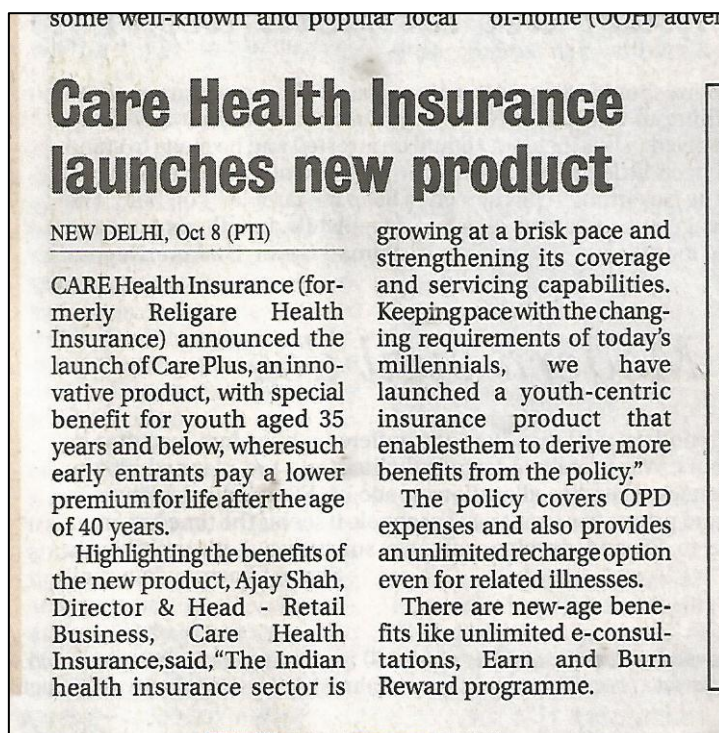 some well-known and popular local
of-home (OOH) adver
Care Health Insurance
launches new product
NEW DELHI, Oct 8 (PTI)
CARE Health Insurance (for-
merly Religare Health
Insurance) announced the
launch of Care Plus, an inno-
vative product, with special
benefit for youth aged 35
years and below, wheresuch
early entrants pay a lower
premium for life after the age
of 40 years.
Highlighting the benefits of
the new product, Ajay Shah,
Director & Head - Retail
Business, Care Health
Insurance,said,“The Indian
health insurance sector is
growing at a brisk pace and
strengthening its coverage
and servicing capabilities.
Keeping pace with the chang-
ing requirements of today's
millennials, we have
launched a youth-centric
insurance product that
enablesthem to derive more
benefits from the policy.”
The policy covers OPD
expenses and also provides
an unlimited recharge option
even for related illnesses.
There are new-age bene-
fits like unlimited e-consul-
tations, Earn and Burn
Reward programme.